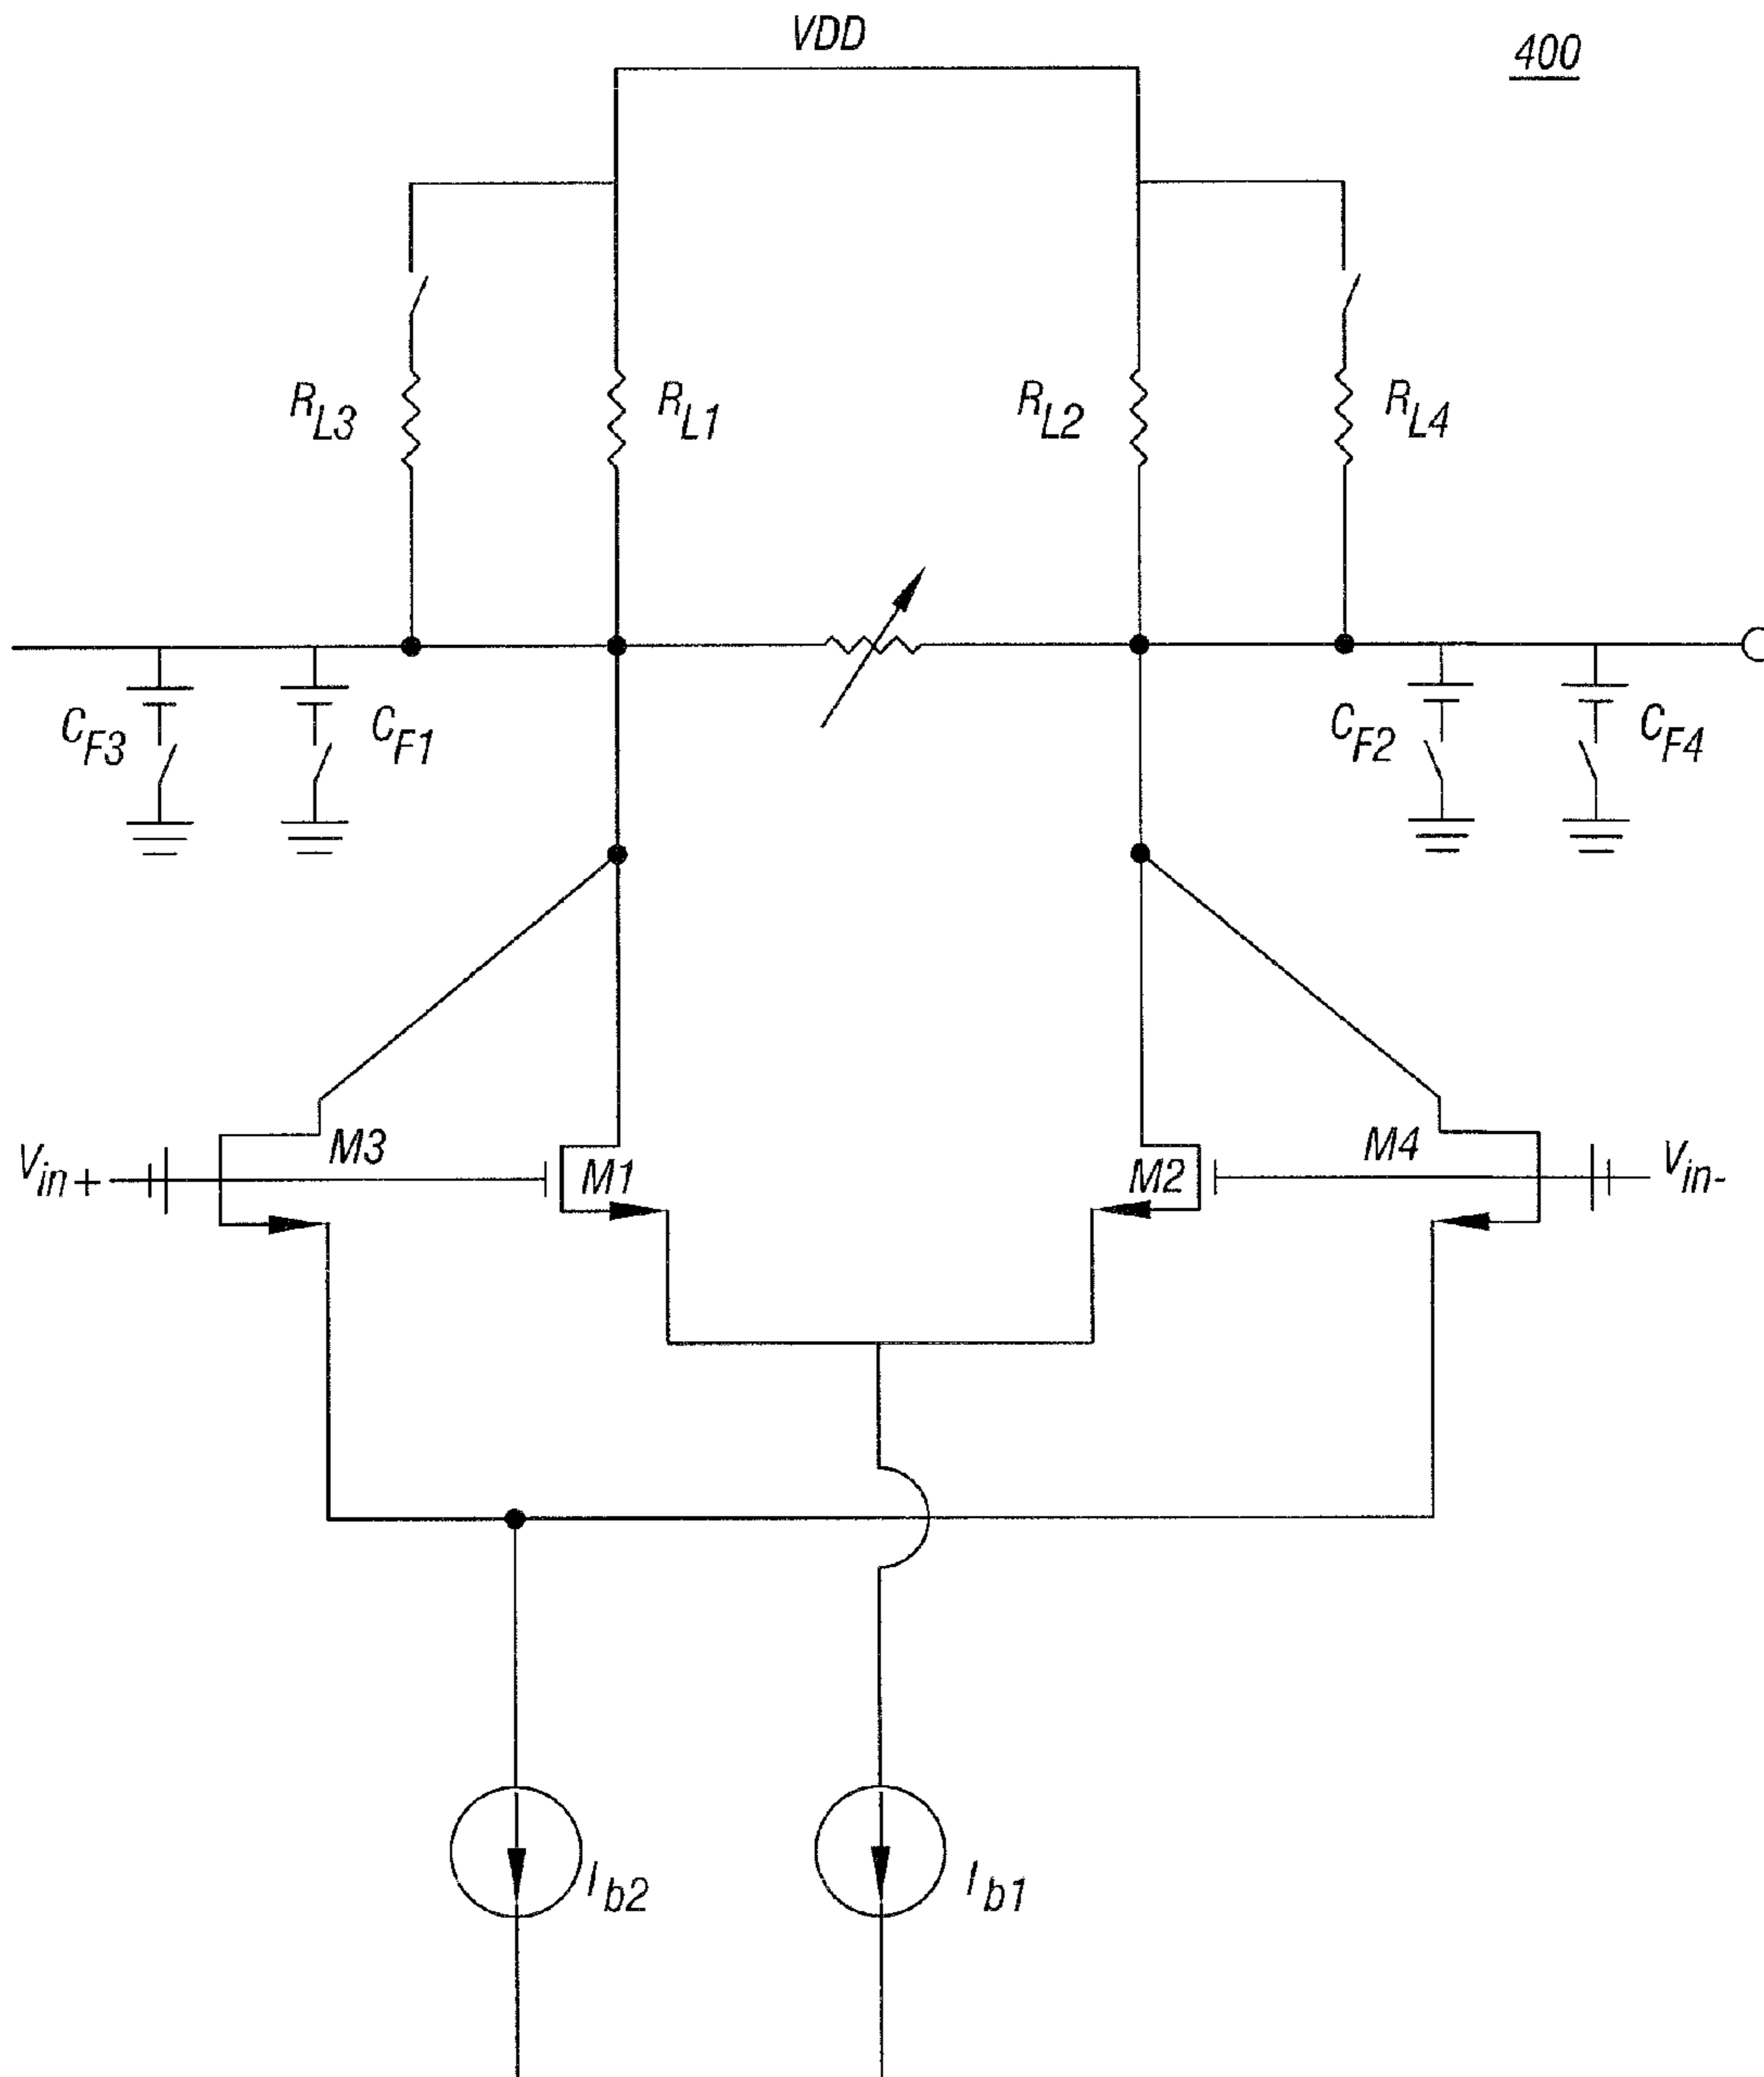 VDD
400
RL3
RL1
RL2
RL4
CF3
CF1
CF2
CF4
Vin+
M3
M1
M2
M4
Vin-
Ib2
Ib1